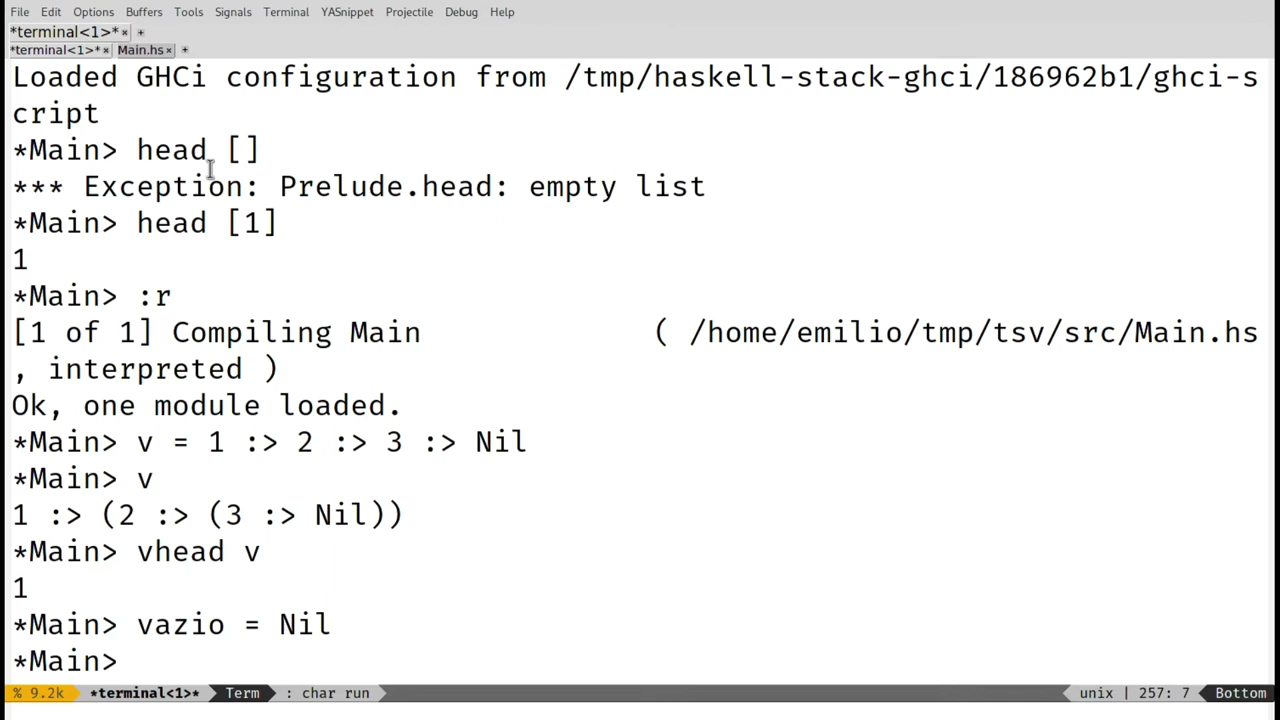 File Edit Options Buffers Tools Signals Terminal YASnippet Projectile Debug Help
*terminal<1>*× +
*terminal<1>*× Main.hs× +
Loaded GHCi configuration from /tmp/haskell-stack-ghci/186962b1/ghci-s
cript
*Main> head []
*** Exception: Prelude.head: empty list
*Main> head [1]
1
*Main> :r
[1 of 1] Compiling Main ( /home/emilio/tmp/tsv/src/Main.hs
, interpreted )
Ok, one module loaded.
*Main> v = 1 :> 2 :> 3 :> Nil
*Main> v
1 :> (2 :> (3 :> Nil))
*Main> vhead v
1
*Main> vazio = Nil
*Main>
% 9.2k *terminal<1>* Term : char run unix | 257: 7 Bottom